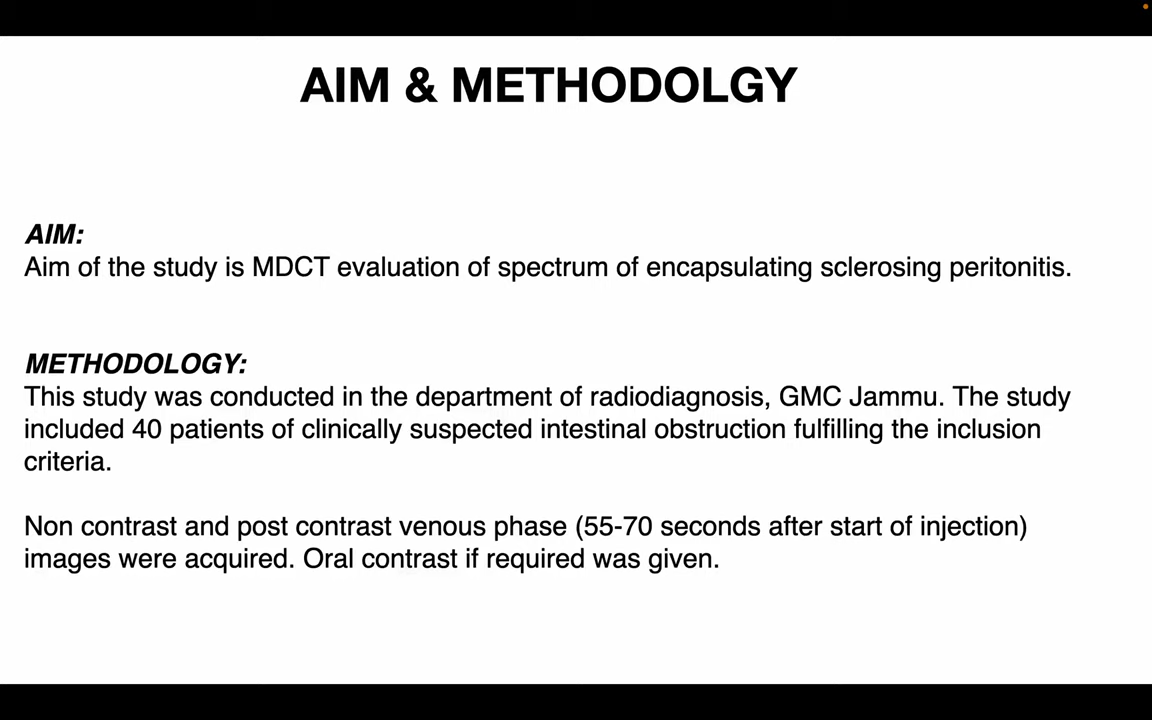 AIM & METHODOLGY
AIM:
Aim of the study is MDCT evaluation of spectrum of encapsulating sclerosing peritonitis.
METHODOLOGY:
This study was conducted in the department of radiodiagnosis, GMC Jammu. The study
included 40 patients of clinically suspected intestinal obstruction fulfilling the inclusion
criteria.
Non contrast and post contrast venous phase (55-70 seconds after start of injection)
images were acquired. Oral contrast if required was given.